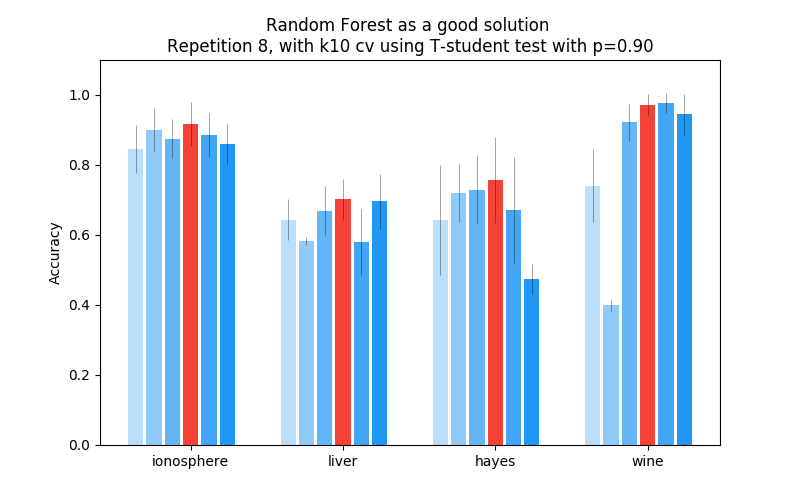 Random Forest as a good solution
Repetition 8, with k10 cv using T-student test with p=0.90
Accuracy
1.0
0.8
0.6
0.4
0.2
0.0
ionosphere
liver
hayes
wine